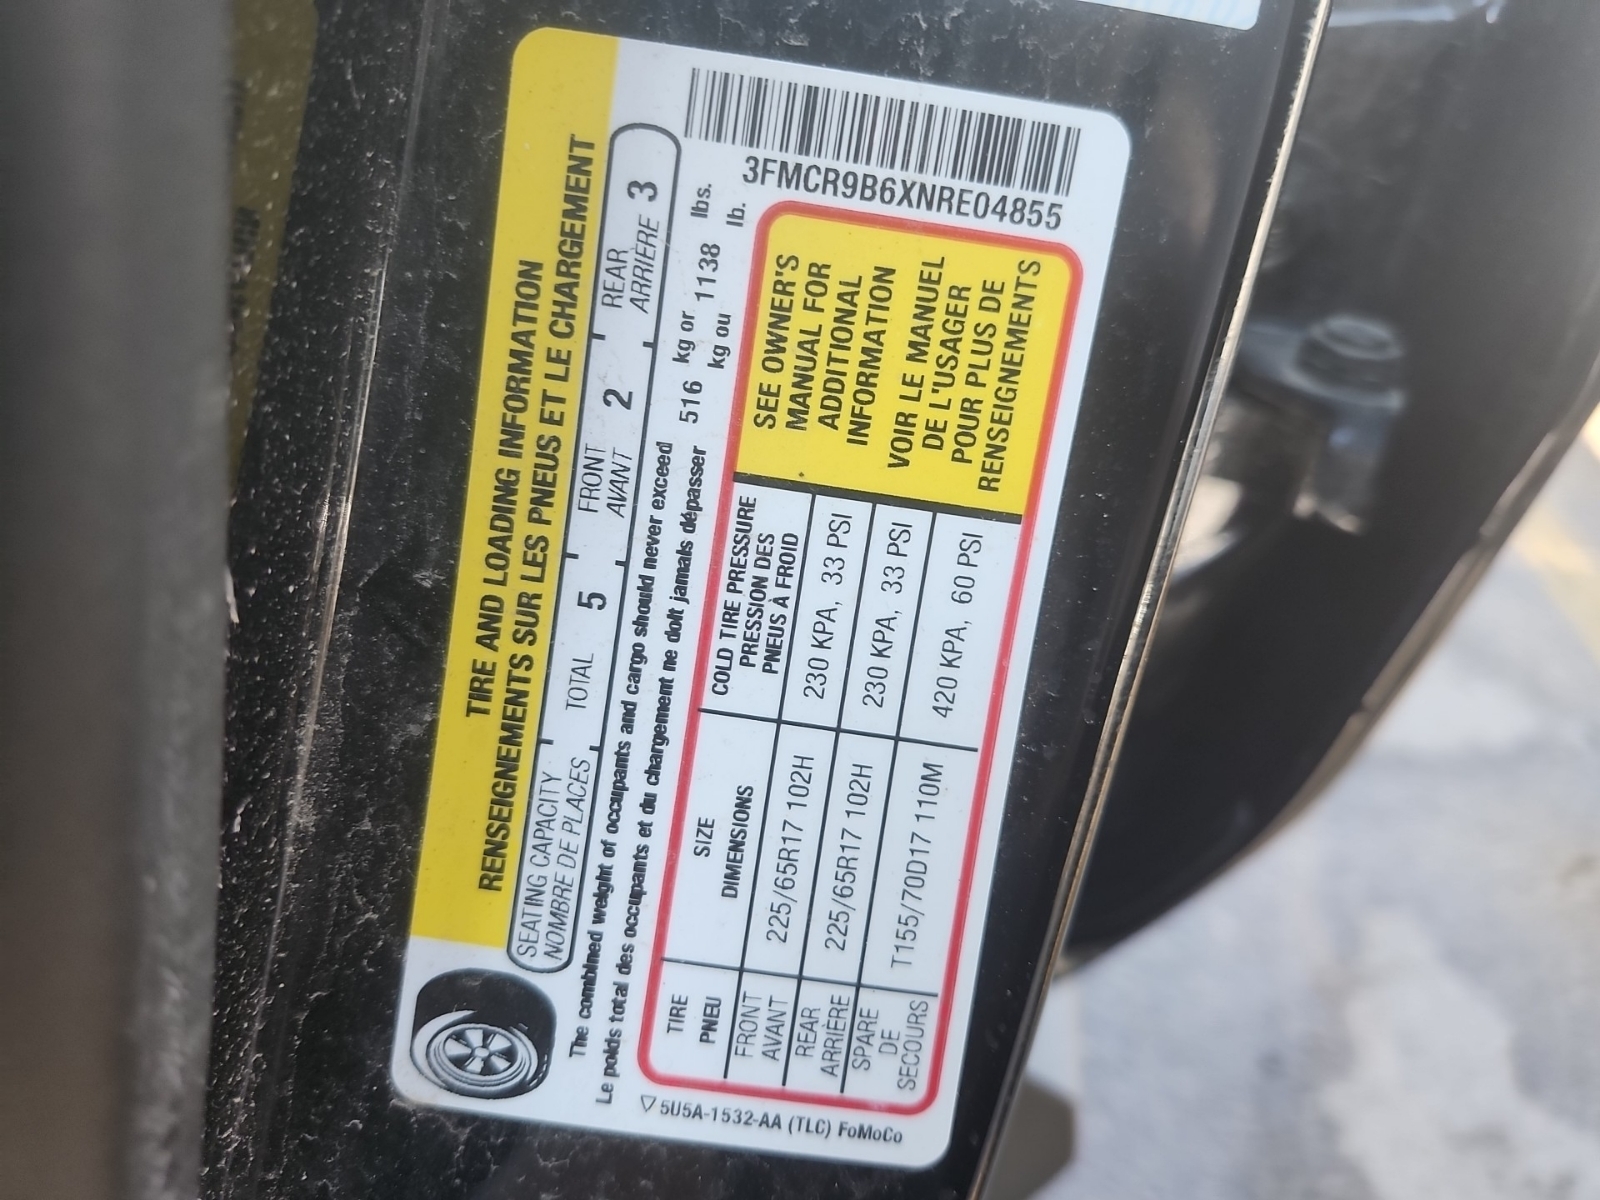 TIRE AND LOADING INFORMATION
RENSEIGNEMENTS SUR LES PNEUS ET LE CHARGEMENT
SEATING CAPACITY TOTAL 5 FRONT 2 REAR 3
NOMBRE DE PLACES AVANT ARRIÈRE
The combined weight of occupants and cargo should never exceed 516 kg or 1138 lbs.
Le poids total des occupants et du chargement ne doit jamais dépasser kg ou lb.
3FMCR9B6XNRE04855
TIRE SIZE COLD TIRE PRESSURE
PNEU DIMENSIONS PRESSION DES
PNEUS À FROID
FRONT 225/65R17 102H 230 KPA, 33 PSI
AVANT
REAR 225/65R17 102H 230 KPA, 33 PSI
ARRIÈRE
SPARE T155/70D17 110M 420 KPA, 60 PSI
DE
SECOURS
SEE OWNER'S
MANUAL FOR
ADDITIONAL
INFORMATION
VOIR LE MANUEL
DE L'USAGER
POUR PLUS DE
RENSEIGNEMENTS
5U5A-1532-AA (TLC) FoMoCo